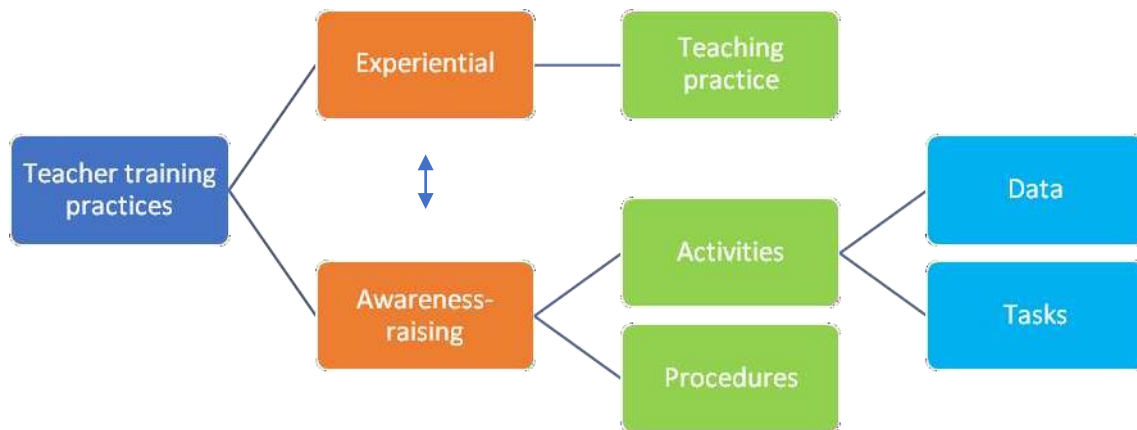 Experiential
Teaching
practice
Teacher training
practices
Data
Activities
Awareness-
raising
Tasks
Procedures